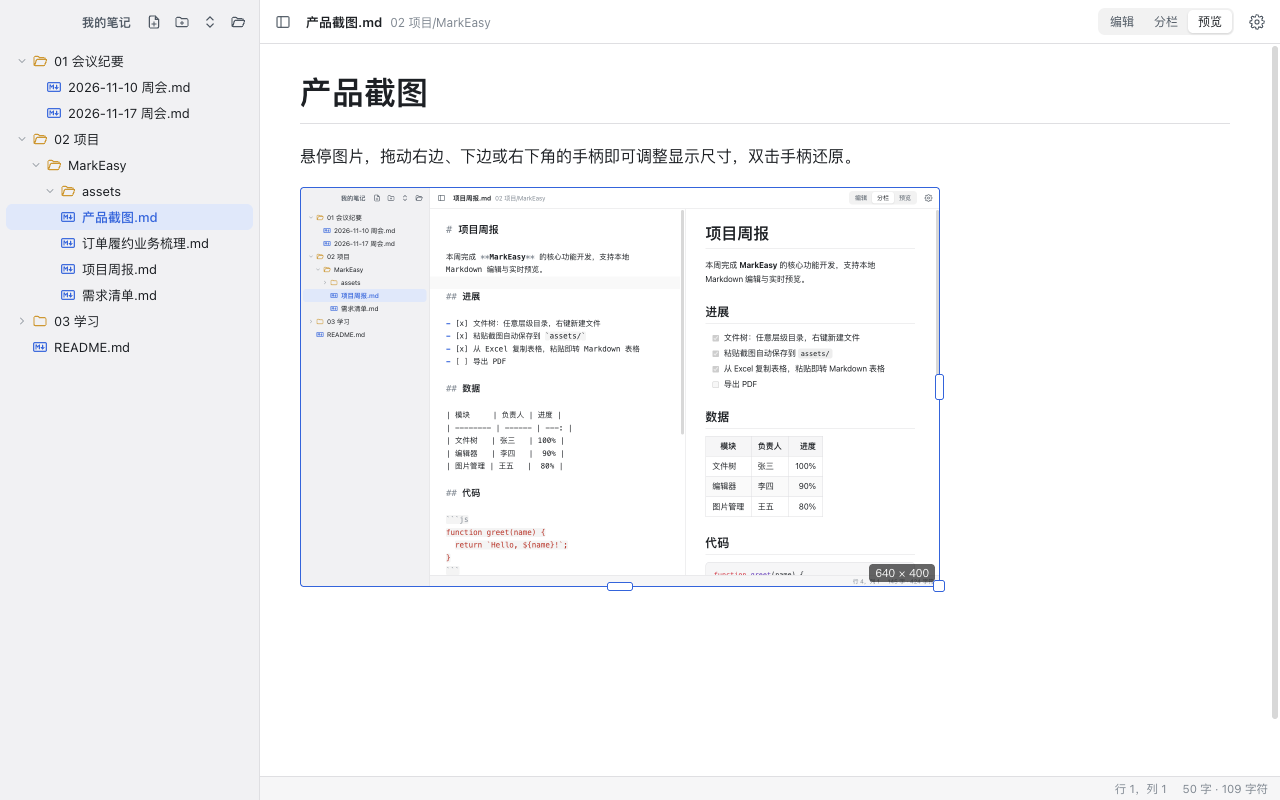 我的笔记
01 会议纪要
2026-11-10 周会.md
2026-11-17 周会.md
02 项目
MarkEasy
assets
产品截图.md
订单履约业务梳理.md
项目周报.md
需求清单.md
03 学习
README.md
产品截图.md 02 项目/MarkEasy
编辑 分栏 预览
产品截图
悬停图片，拖动右边、下边或右下角的手柄即可调整显示尺寸，双击手柄还原。
我的笔记
01 会议纪要
2026-11-10 周会.md
2026-11-17 周会.md
02 项目
MarkEasy
assets
项目周报.md
需求清单.md
03 学习
README.md
项目周报.md 02 项目/MarkEasy
编辑 分栏 预览
# 项目周报
本周完成 **MarkEasy** 的核心功能开发，支持本地
Markdown 编辑与实时预览。
## 进展
- [x] 文件树：任意层级目录，右键新建文件
- [x] 粘贴截图自动保存到 `assets/`
- [x] 从 Excel 复制表格，粘贴即转 Markdown 表格
- [ ] 导出 PDF
## 数据
| 模块 | 负责人 | 进度 |
| -------- | ------ | ---: |
| 文件树 | 张三 | 100% |
| 编辑器 | 李四 | 90% |
| 图片管理 | 王五 | 80% |
## 代码
```js
function greet(name) {
return `Hello, ${name}!`;
}
```
项目周报
本周完成 MarkEasy 的核心功能开发，支持本地
Markdown 编辑与实时预览。
进展
文件树：任意层级目录，右键新建文件
粘贴截图自动保存到 assets/
从 Excel 复制表格，粘贴即转 Markdown 表格
导出 PDF
数据
模块 负责人 进度
文件树 张三 100%
编辑器 李四 90%
图片管理 王五 80%
代码
function greet(name) {
640 × 400
行 1，列 1 50 字 · 109 字符